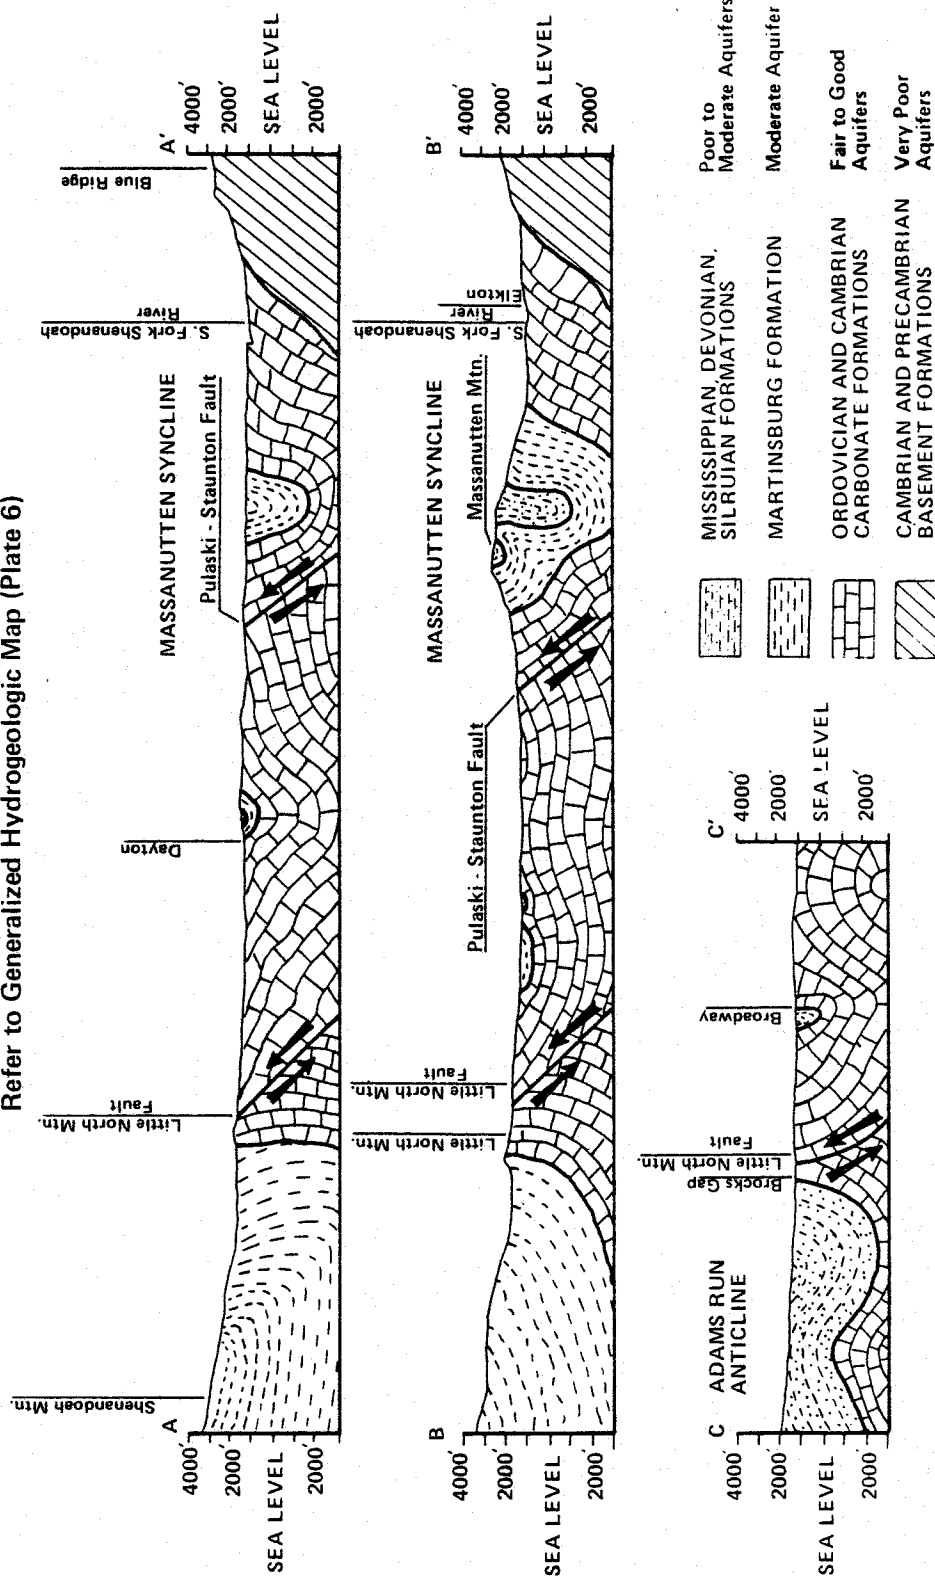 Refer to Generalized Hydrogeologic Map (Plate 6)
A
A'
4000'
2000'
SEA LEVEL
2000'
Shenandoah Mtn.
Little North Mtn.
Fault
Dayton
MASSANUTTEN SYNCLINE
Pulaski - Staunton Fault
S. Fork Shenandoah
River
Blue Ridge
4000'
2000'
SEA LEVEL
2000'
B
B'
4000'
2000'
SEA LEVEL
2000'
Little North Mtn.
Little North Mtn.
Fault
Pulaski - Staunton Fault
MASSANUTTEN SYNCLINE
Massanutten Mtn.
S. Fork Shenandoah
River
Elkton
4000'
2000'
SEA LEVEL
2000'
C
C'
4000'
2000'
SEA LEVEL
2000'
ADAMS RUN
ANTICLINE
Brocks Gap
Little North Mtn.
Fault
Broadway
4000'
2000'
SEA LEVEL
2000'
MISSISSIPPIAN, DEVONIAN,
SILRUIAN FORMATIONS
Poor to
Moderate Aquifers
MARTINSBURG FORMATION
Moderate Aquifer
ORDOVICIAN AND CAMBRIAN
CARBONATE FORMATIONS
Fair to Good
Aquifers
CAMBRIAN AND PRECAMBRIAN
BASEMENT FORMATIONS
Very Poor
Aquifers